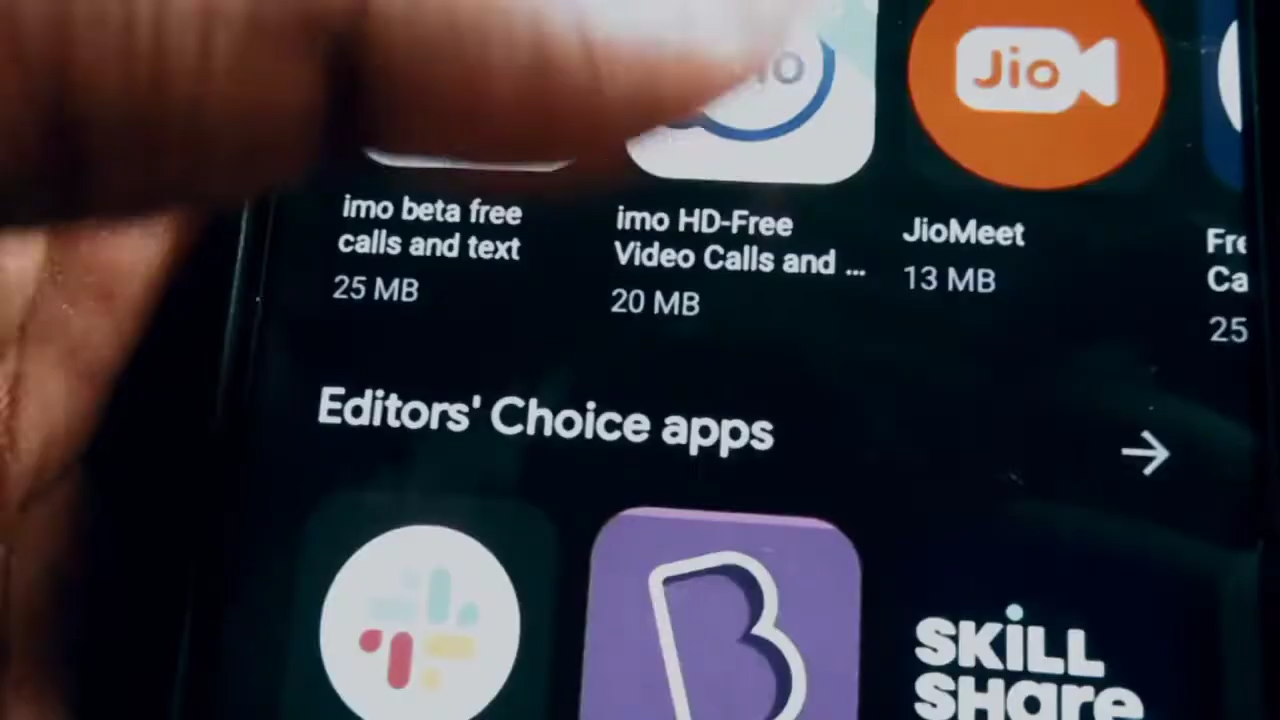 Jio
imo beta free
calls and text
25 MB
imo HD-Free
Video Calls and ...
20 MB
JioMeet
13 MB
25
Editors' Choice apps
B
SKiLL
SHare